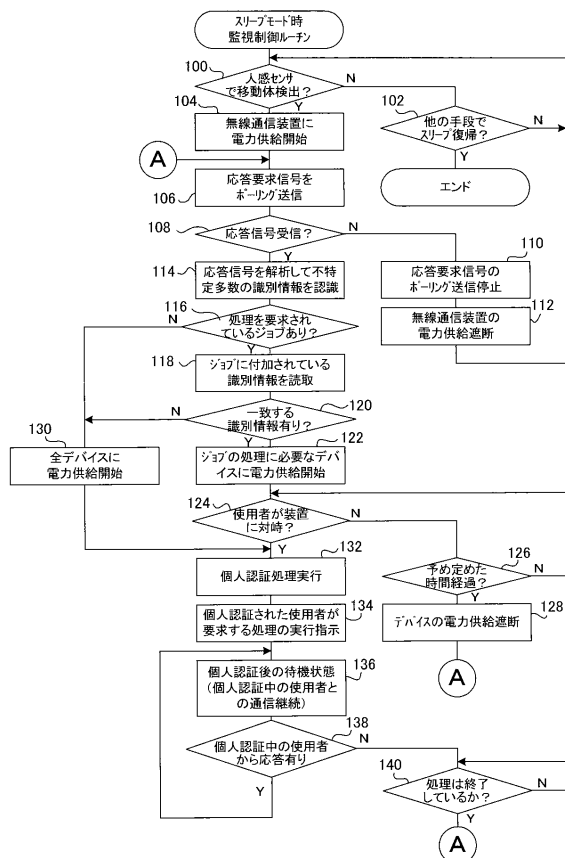 スリープモード時
監視制御ルーチン
100
人感センサ
で移動体検出？
N
Y
102
他の手段で
スリープ復帰？
N
Y
エンド
104
無線通信装置に
電力供給開始
A
106
応答要求信号を
ポーリング送信
108
応答信号受信？
N
Y
110
応答要求信号の
ポーリング送信停止
112
無線通信装置の
電力供給遮断
114
応答信号を解析して不特
定多数の識別情報を認識
116
処理を要求され
ているジョブあり？
N
Y
118
ジョブに付加されている
識別情報を読取
120
一致する
識別情報有り？
N
Y
122
ジョブの処理に必要なデバ
イスに電力供給開始
130
全デバイスに
電力供給開始
124
使用者が装置
に対峙？
N
Y
126
予め定めた
時間経過？
N
Y
128
デバイスの電力供給遮断
A
132
個人認証処理実行
134
個人認証された使用者が
要求する処理の実行指示
136
個人認証後の待機状態
(個人認証中の使用者と
の通信継続)
138
個人認証中の使用者
から応答有り
N
Y
140
処理は終了
しているか？
N
Y
A